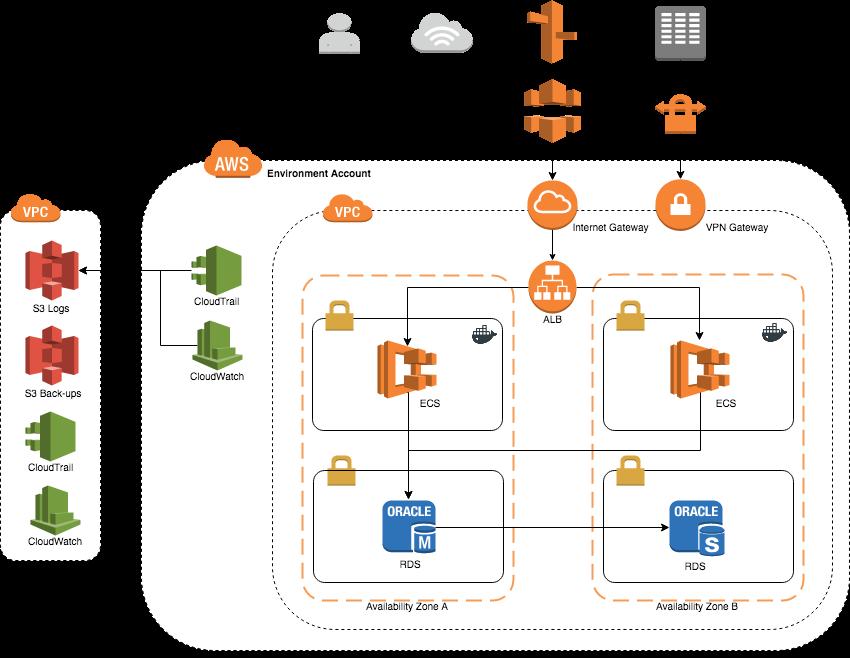 AWS
Environment Account
VPC
VPC
Internet Gateway
VPN Gateway
S3 Logs
CloudTrail
ALB
CloudWatch
S3 Back-ups
ECS
ECS
CloudTrail
CloudWatch
ORACLE
M
RDS
ORACLE
S
RDS
Availability Zone A
Availability Zone B